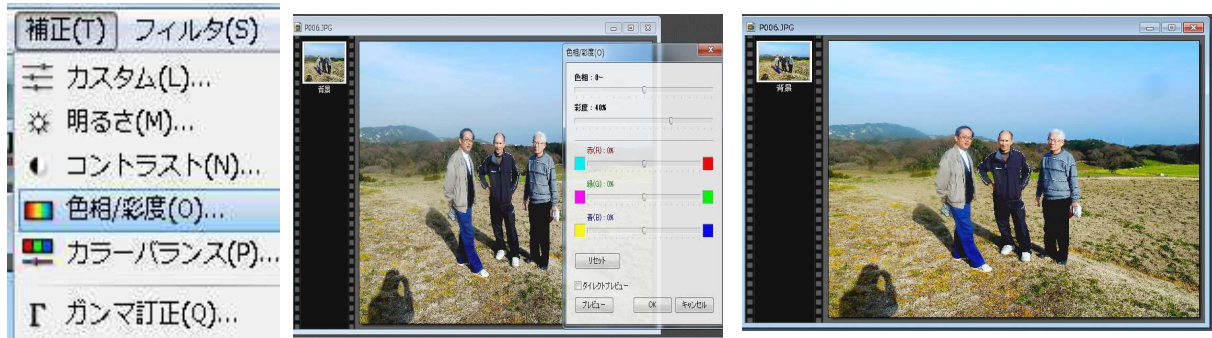 補正(T) フィルタ(S)
カスタム(L)...
明るさ(M)...
コントラスト(N)...
色相/彩度(O)...
カラーバランス(P)...
ガンマ訂正(Q)...
P006.JPG
背景
色相/彩度(O)
色相 : 0~
彩度 : 40%
赤(R) : 0%
緑(G) : 0%
青(B) : 0%
リセット
ダイレクトプレビュー
プレビュー OK キャンセル
P006.JPG
背景